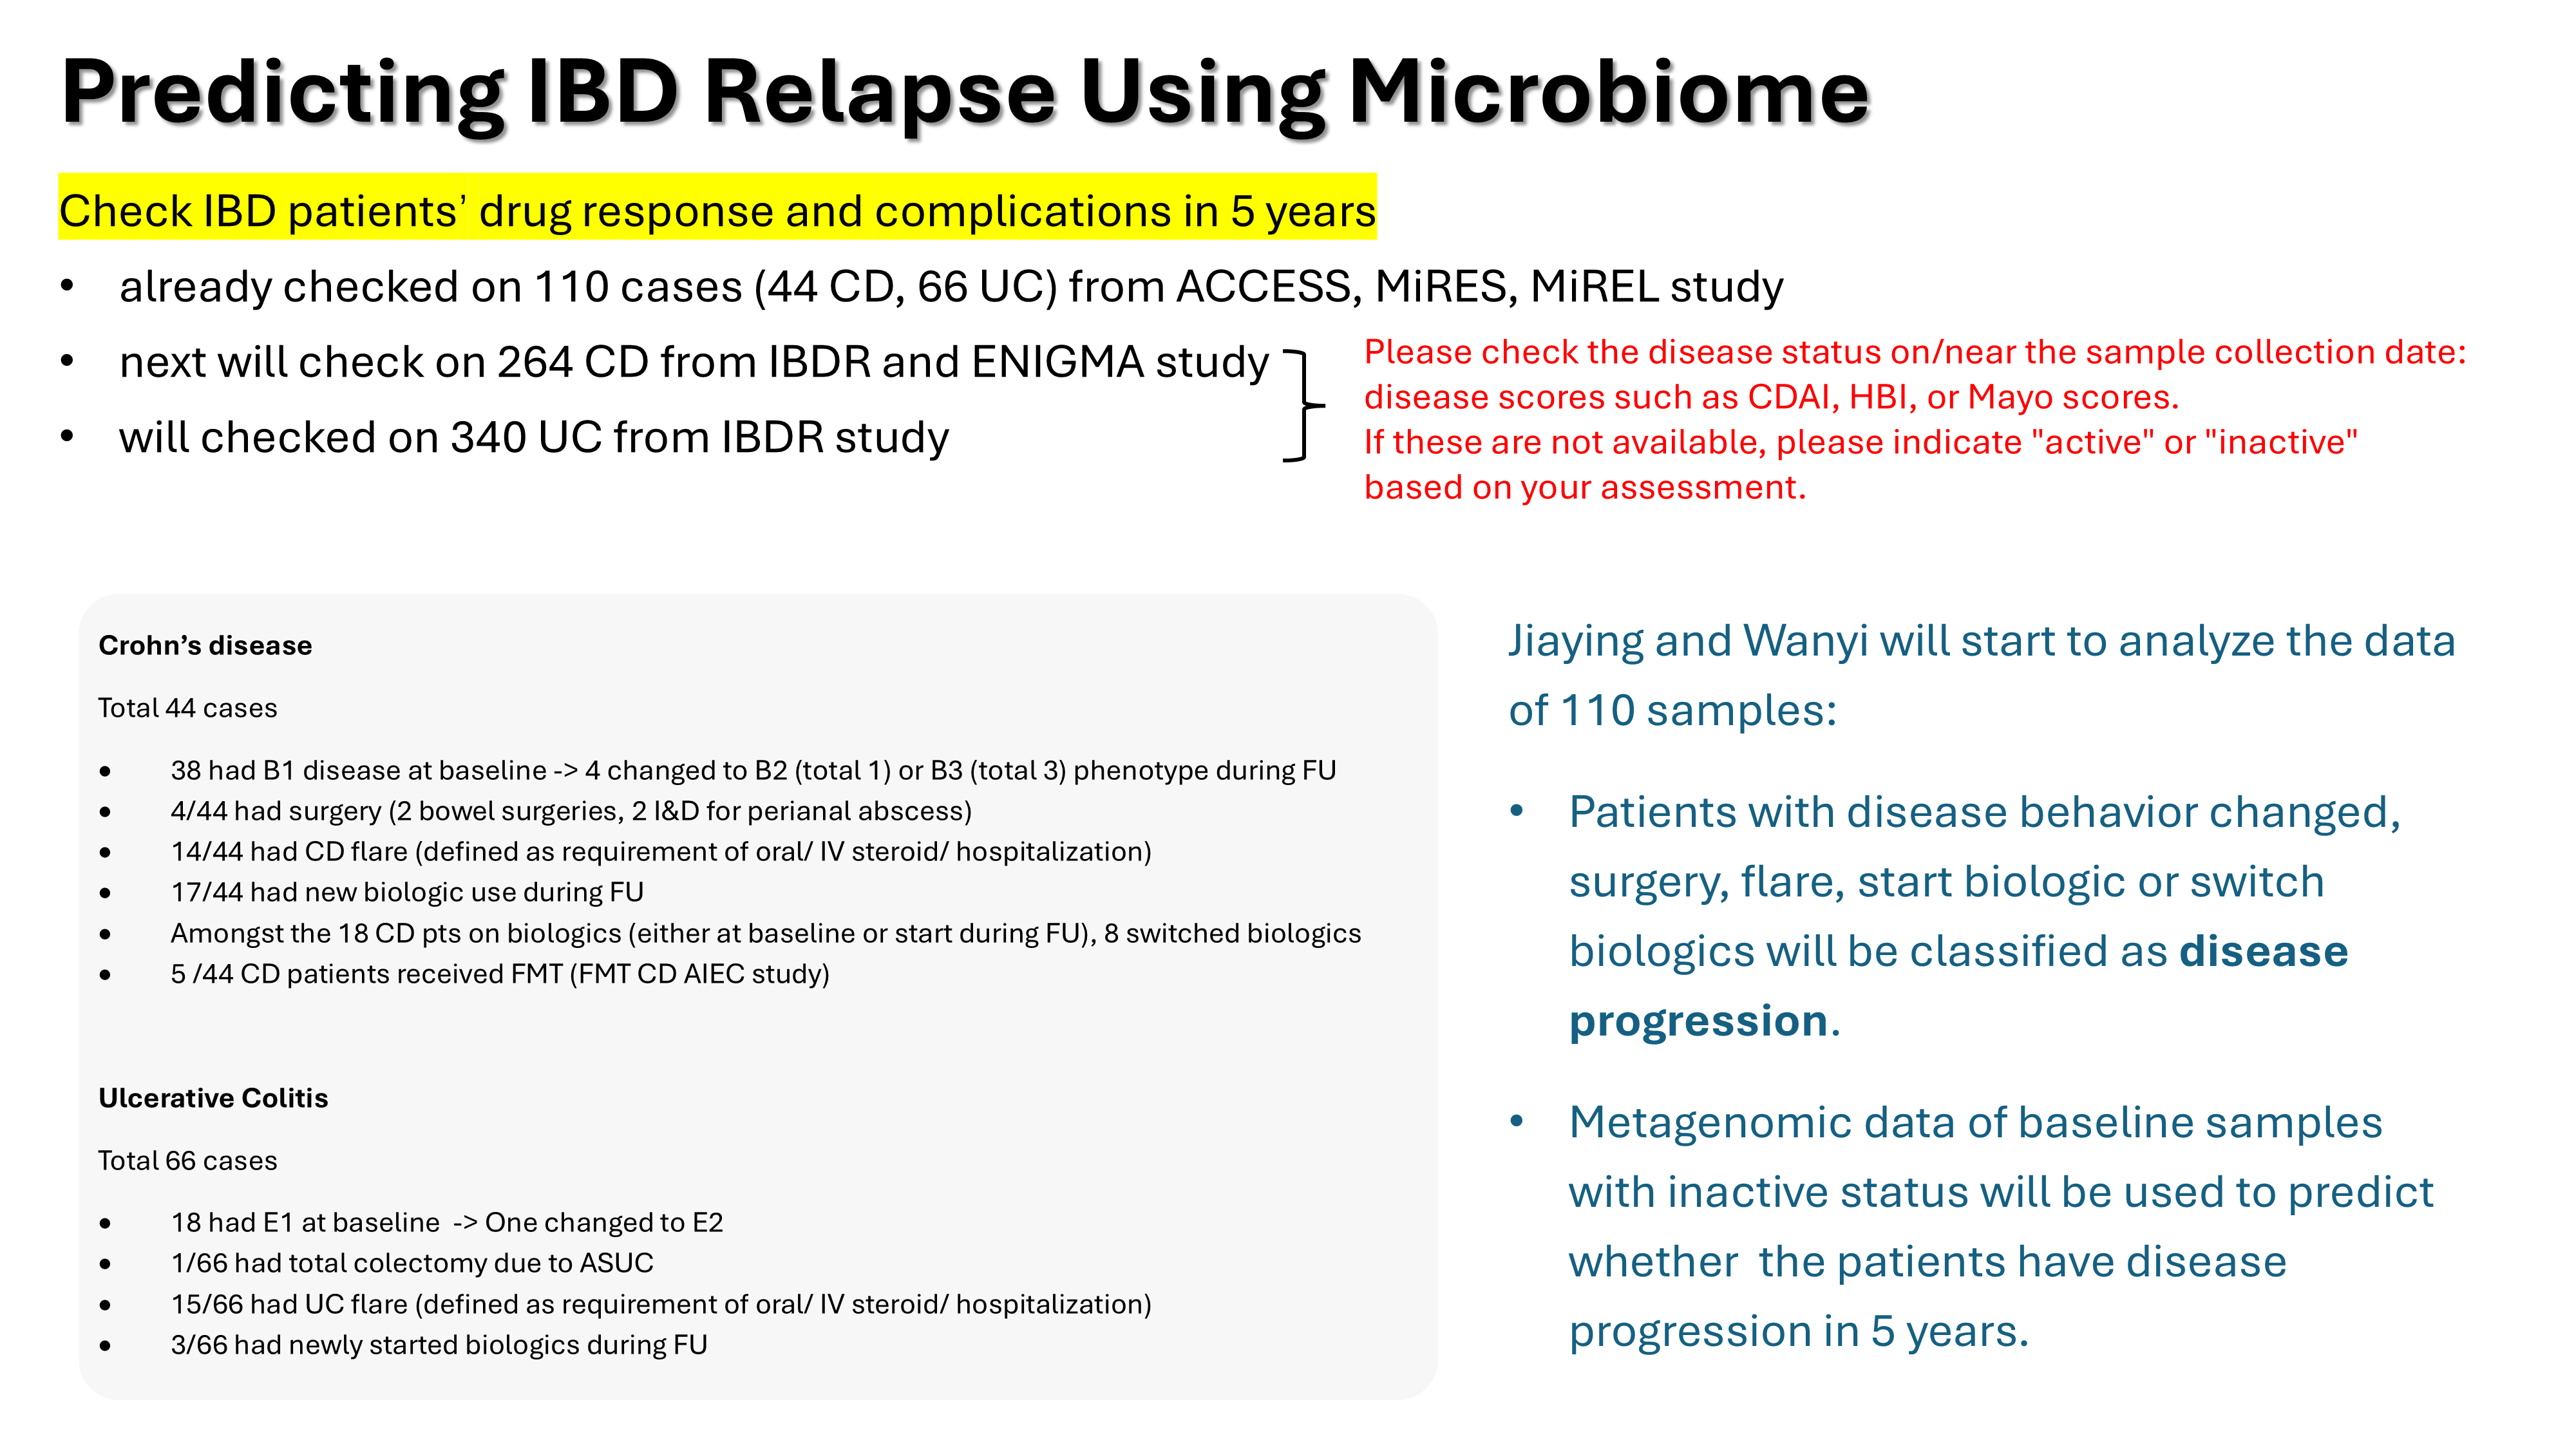 Predicting IBD Relapse Using Microbiome
Check IBD patients’ drug response and complications in 5 years
• already checked on 110 cases (44 CD, 66 UC) from ACCESS, MiRES, MiREL study
• next will check on 264 CD from IBDR and ENIGMA study
• will checked on 340 UC from IBDR study
Please check the disease status on/near the sample collection date:
disease scores such as CDAI, HBI, or Mayo scores.
If these are not available, please indicate "active" or "inactive"
based on your assessment.
Crohn’s disease
Total 44 cases
• 38 had B1 disease at baseline -> 4 changed to B2 (total 1) or B3 (total 3) phenotype during FU
• 4/44 had surgery (2 bowel surgeries, 2 I&D for perianal abscess)
• 14/44 had CD flare (defined as requirement of oral/ IV steroid/ hospitalization)
• 17/44 had new biologic use during FU
• Amongst the 18 CD pts on biologics (either at baseline or start during FU), 8 switched biologics
• 5 /44 CD patients received FMT (FMT CD AIEC study)
Ulcerative Colitis
Total 66 cases
• 18 had E1 at baseline  -> One changed to E2
• 1/66 had total colectomy due to ASUC
• 15/66 had UC flare (defined as requirement of oral/ IV steroid/ hospitalization)
• 3/66 had newly started biologics during FU
Jiaying and Wanyi will start to analyze the data
of 110 samples:
• Patients with disease behavior changed,
surgery, flare, start biologic or switch
biologics will be classified as disease
progression.
• Metagenomic data of baseline samples
with inactive status will be used to predict
whether  the patients have disease
progression in 5 years.